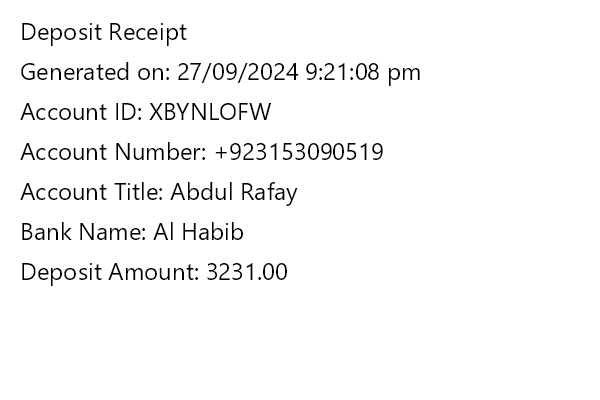 Deposit Receipt
Generated on: 27/09/2024 9:21:08 pm
Account ID: XBYNLOFW
Account Number: +923153090519
Account Title: Abdul Rafay
Bank Name: Al Habib
Deposit Amount: 3231.00